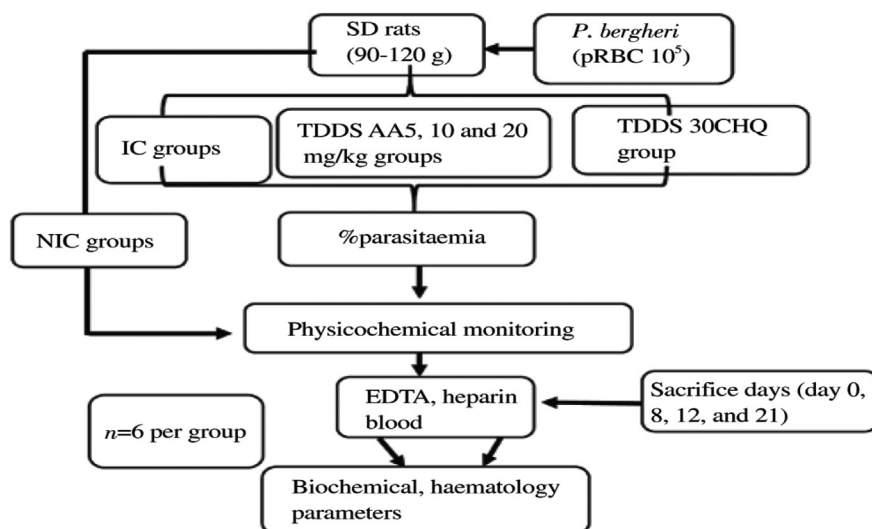 SD rats
(90-120 g)
P. bergheri
(pRBC 10⁵)
IC groups
TDDS AA5, 10 and 20
mg/kg groups
TDDS 30CHQ
group
NIC groups
%parasitaemia
Physicochemical monitoring
EDTA, heparin
blood
Sacrifice days (day 0,
8, 12, and 21)
n=6 per group
Biochemical, haematology
parameters